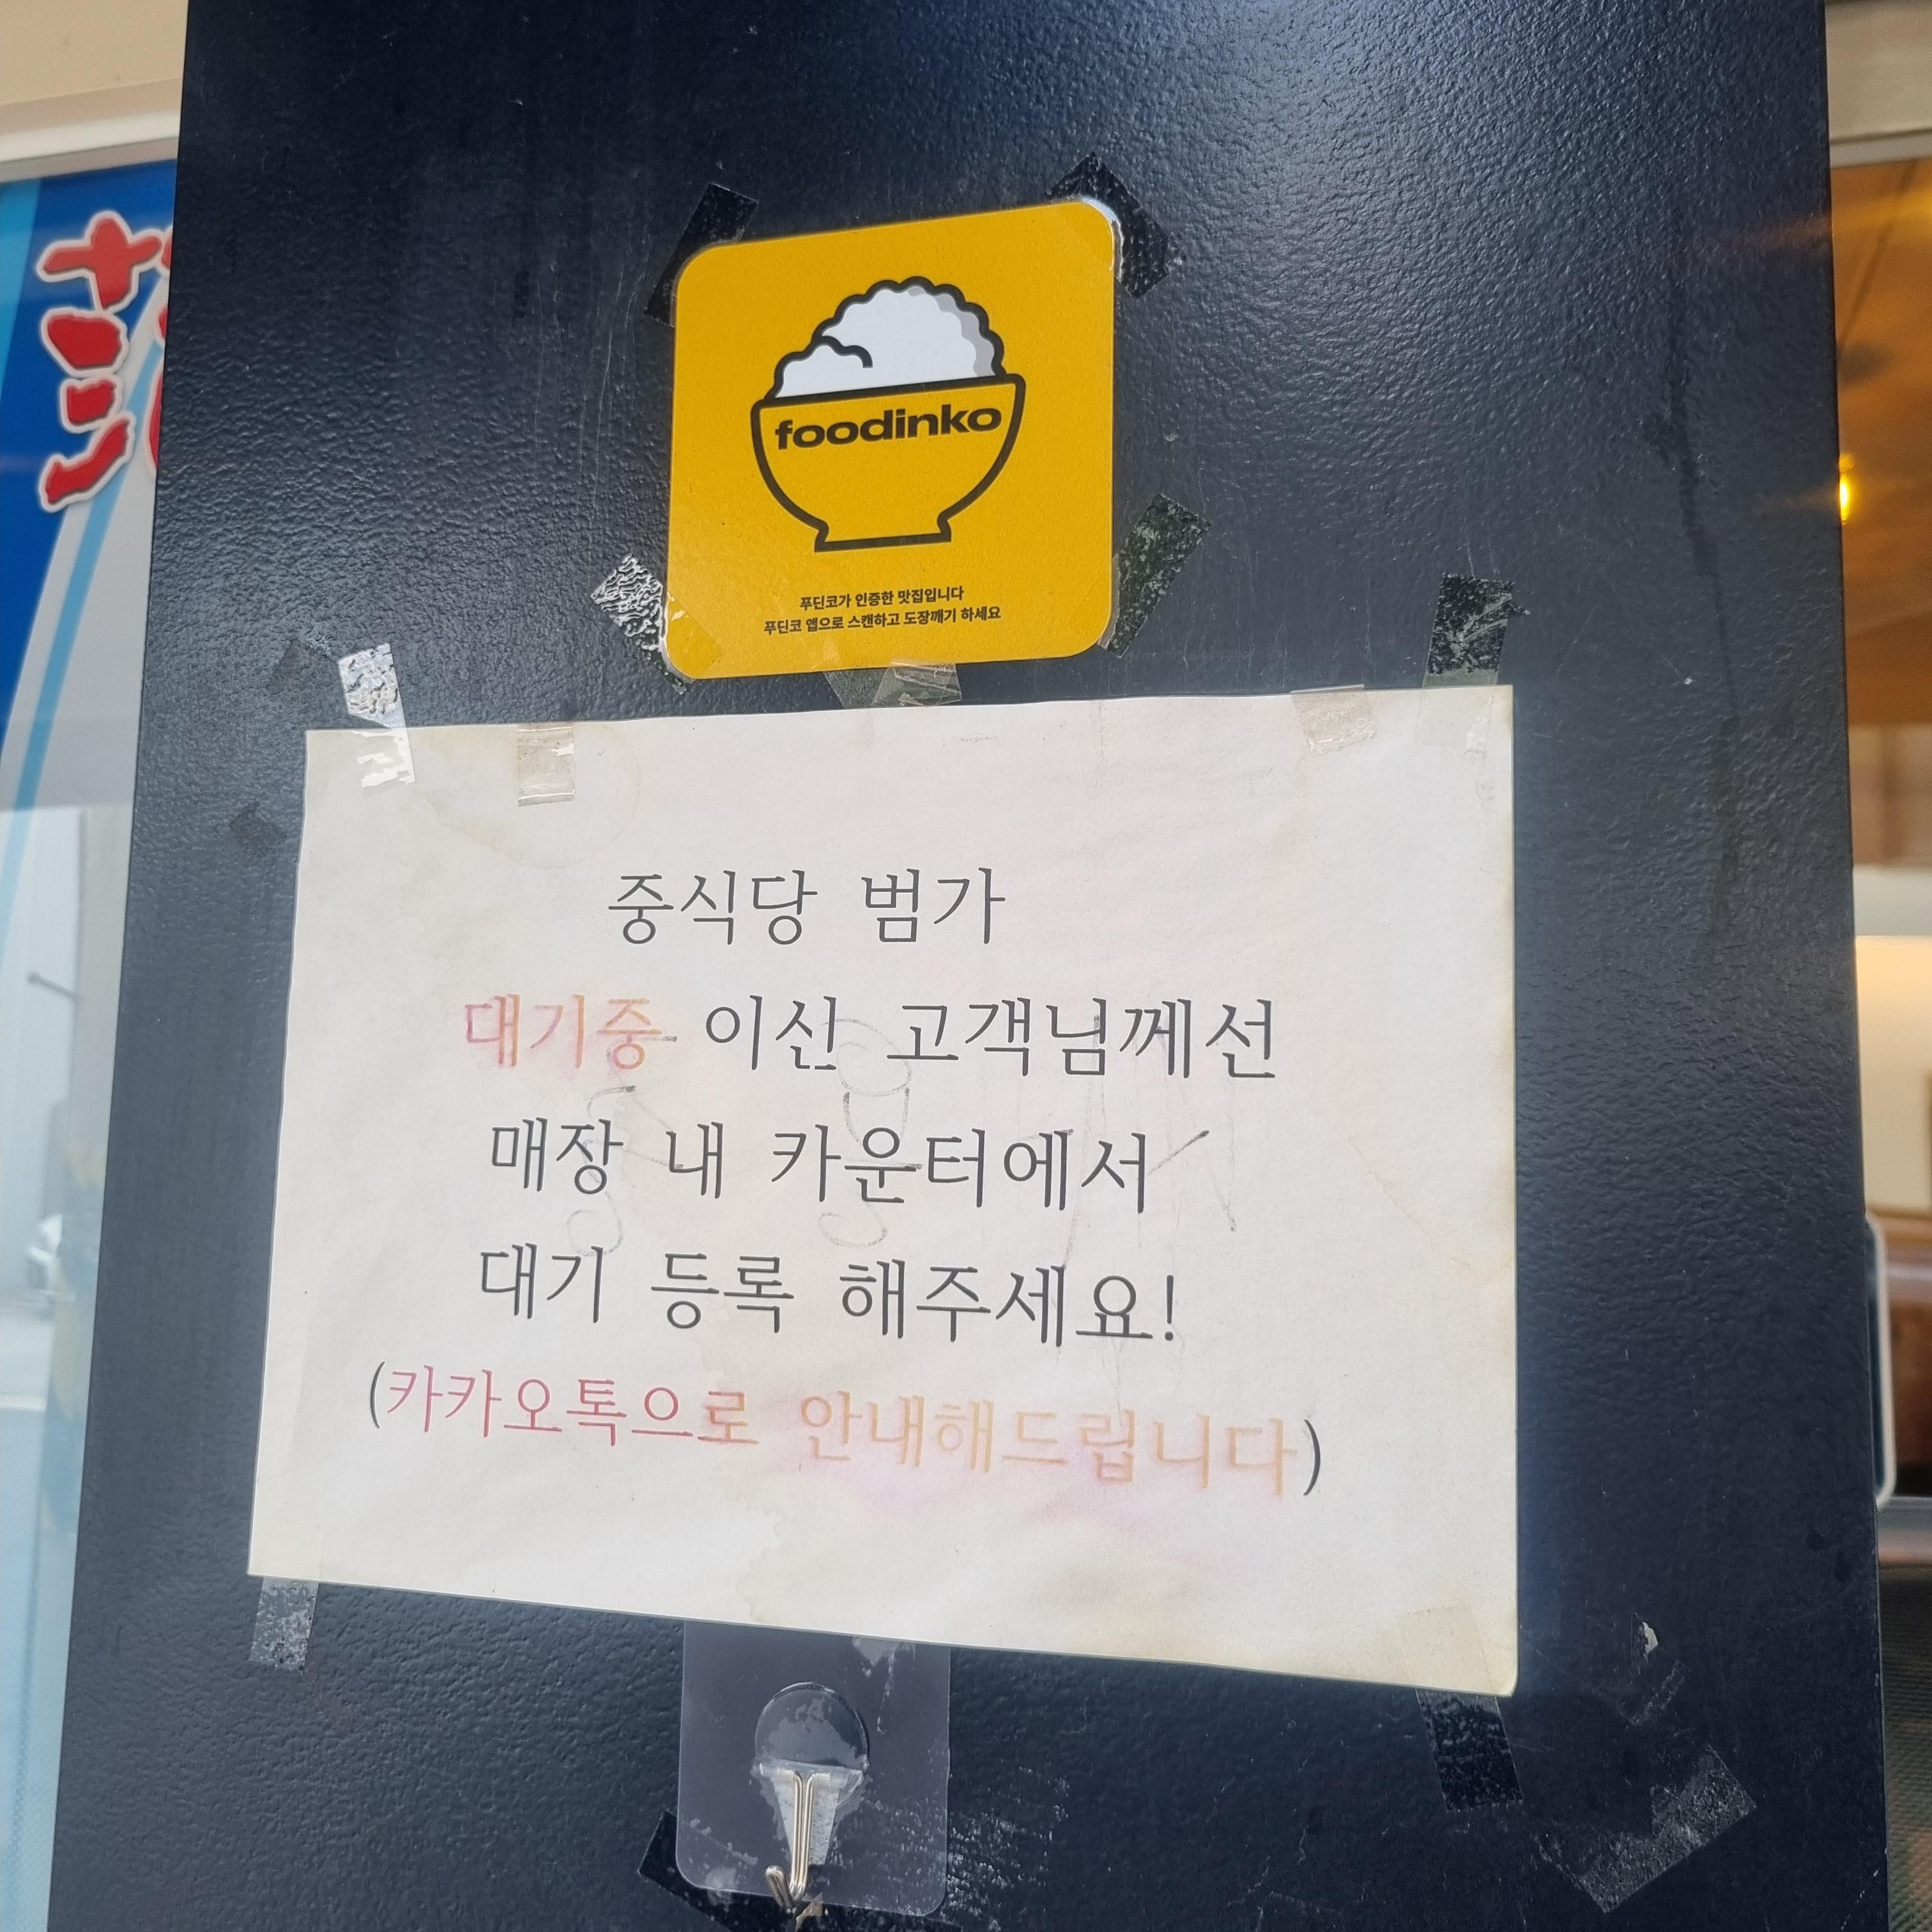 foodinko
푸딘코가 인증한 맛집입니다
푸딘코 앱으로 스캔하고 도장깨기 하세요
중식당 범가
대기중 이신 고객님께선
매장 내 카운터에서
대기 등록 해주세요!
(카카오톡으로 안내해드립니다)